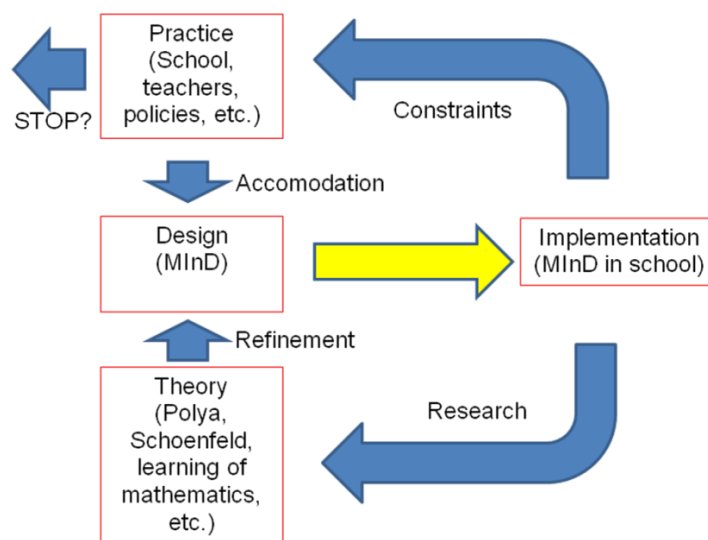 Practice
(School,
teachers,
policies, etc.)
STOP?
Constraints
Accomodation
Design
(MInD)
Implementation
(MInD in school)
Refinement
Theory
(Polya,
Schoenfeld,
learning of
mathematics,
etc.)
Research